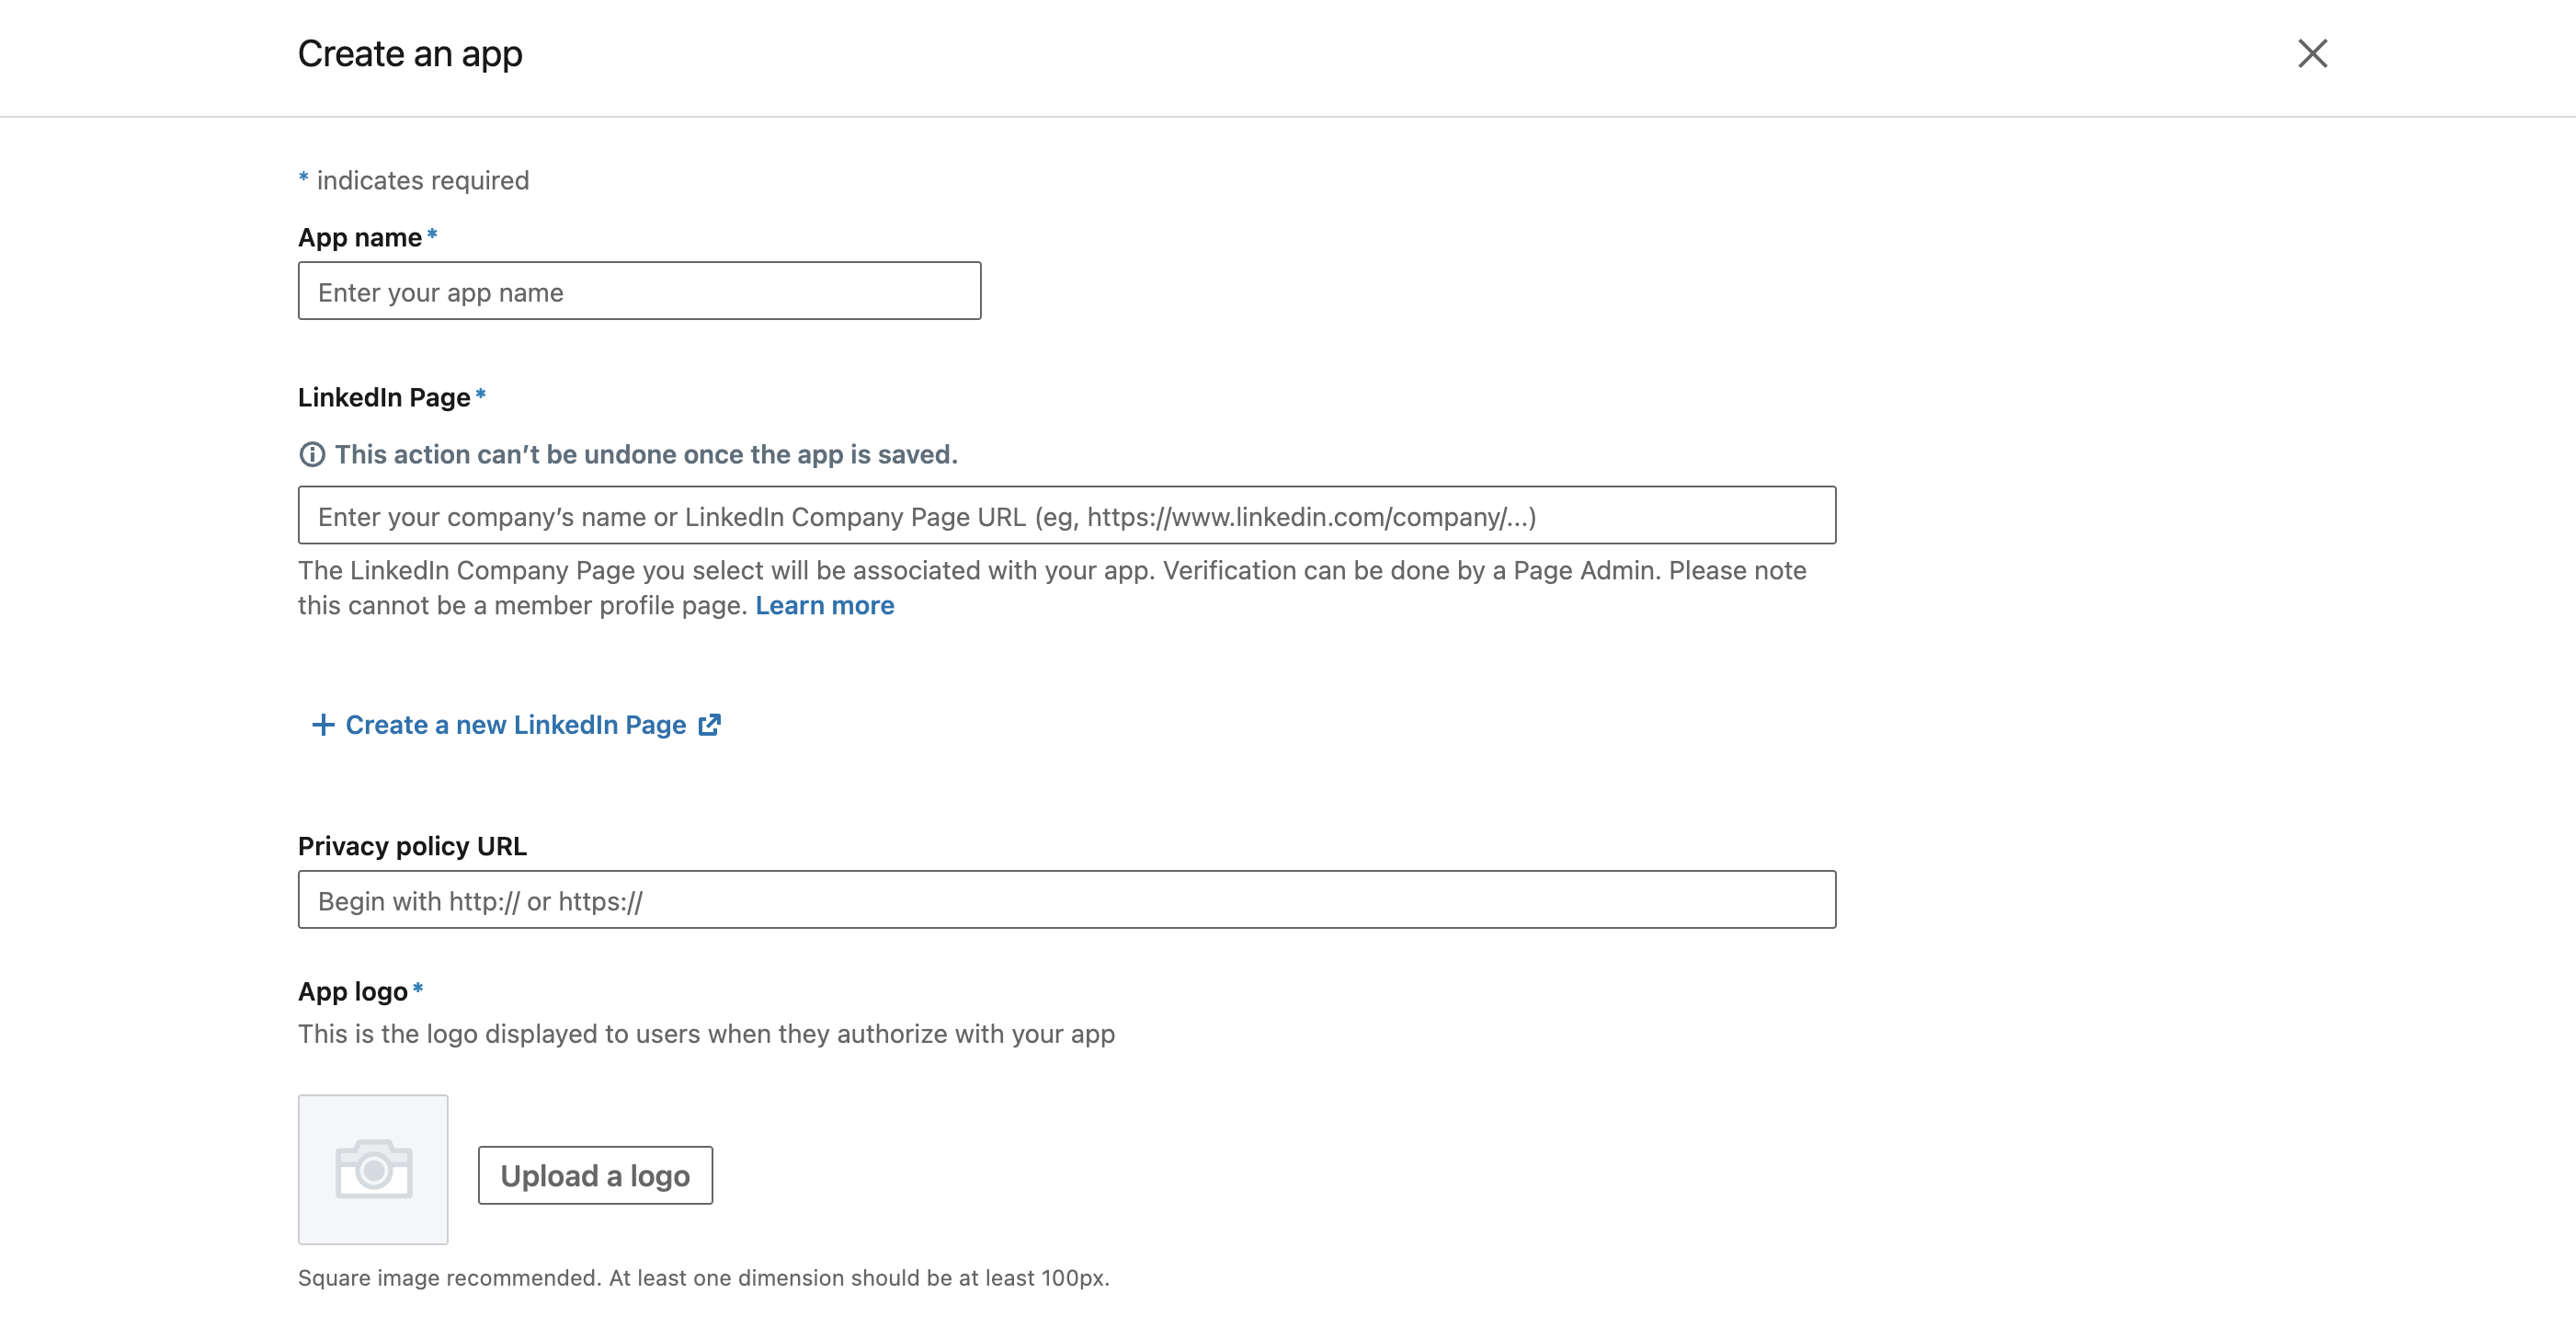 Create an app
* indicates required
App name*
Enter your app name
LinkedIn Page*
This action can’t be undone once the app is saved.
Enter your company’s name or LinkedIn Company Page URL (eg, https://www.linkedin.com/company/...)
The LinkedIn Company Page you select will be associated with your app. Verification can be done by a Page Admin. Please note
this cannot be a member profile page. Learn more
+ Create a new LinkedIn Page
Privacy policy URL
Begin with http:// or https://
App logo*
This is the logo displayed to users when they authorize with your app
Upload a logo
Square image recommended. At least one dimension should be at least 100px.